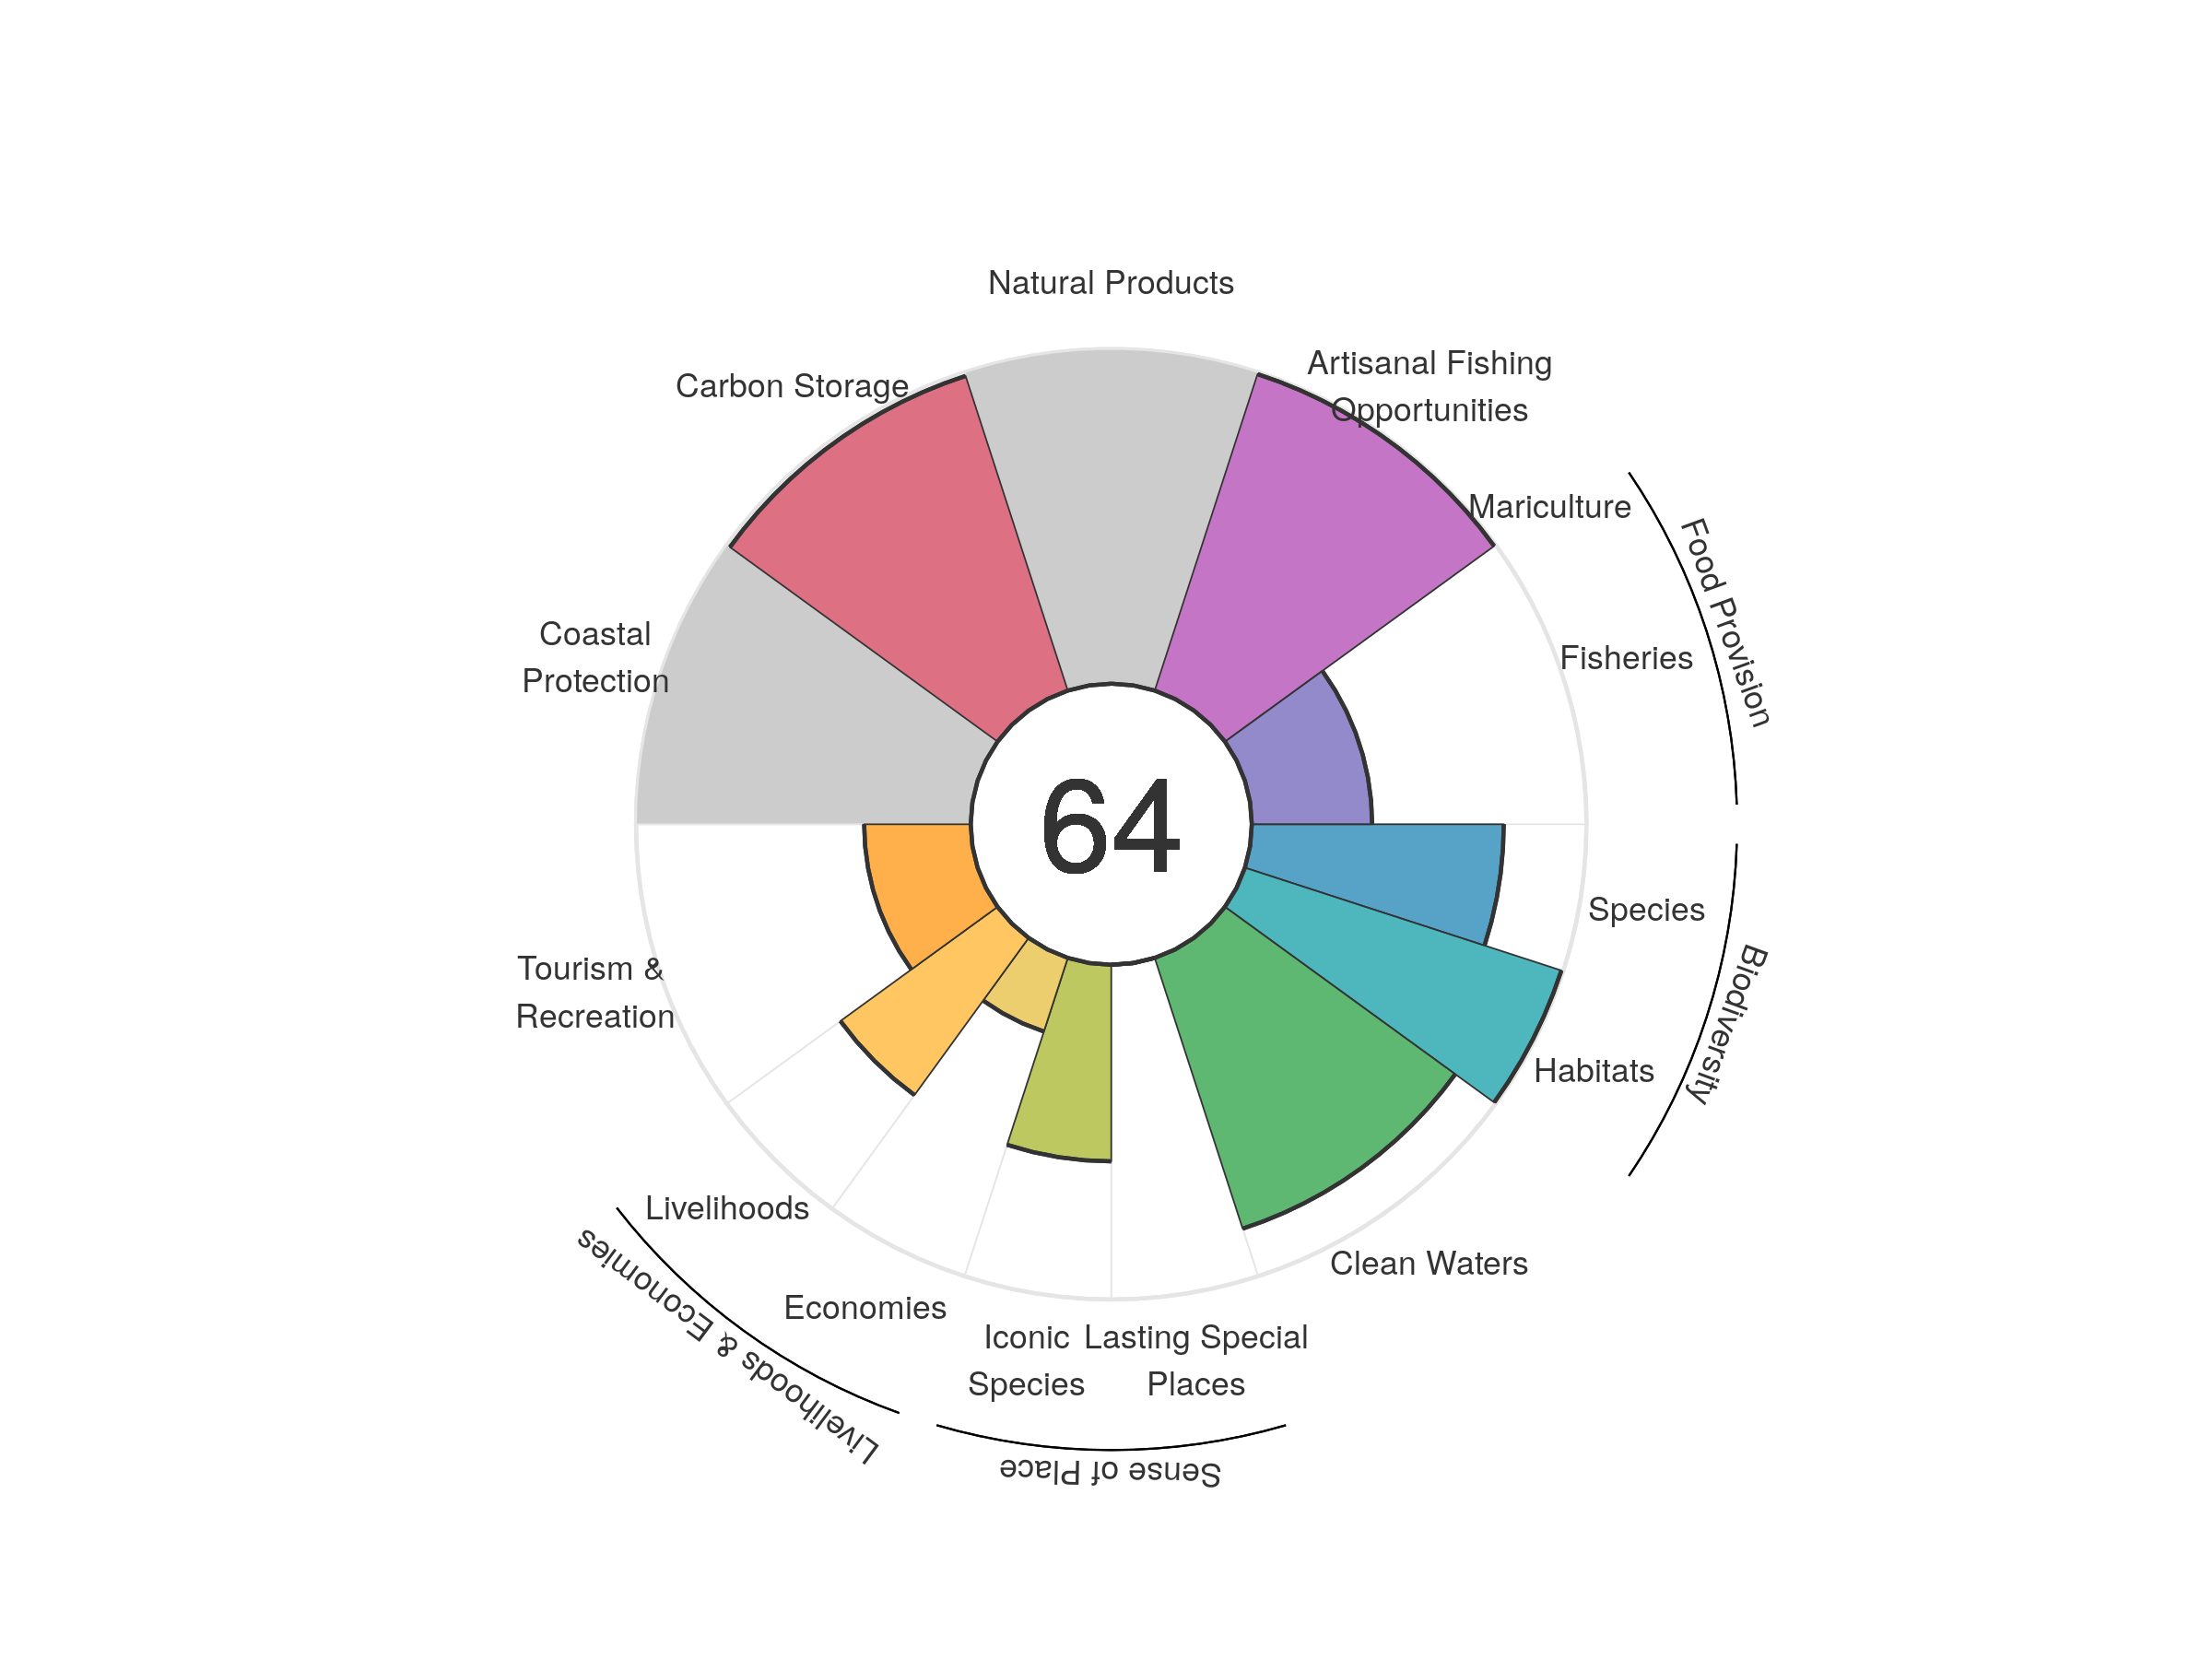 Natural Products
Artisanal Fishing
Opportunities
Carbon Storage
Mariculture
Food Provision
Fisheries
Coastal
Protection
64
Species
Biodiversity
Tourism &
Recreation
Habitats
Livelihoods
Clean Waters
Livelihoods & Economies
Economies
Iconic
Species
Lasting Special
Places
Sense of Place